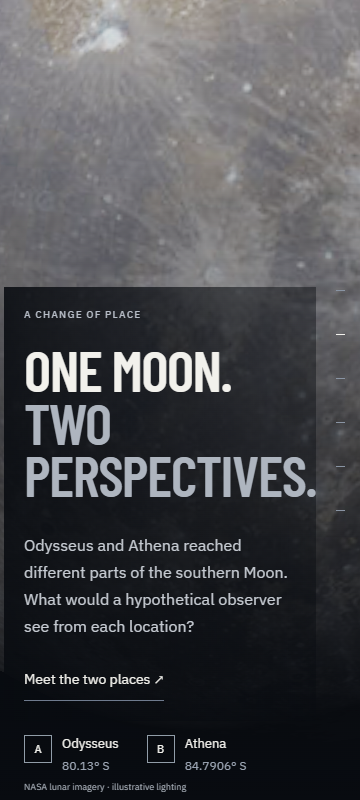 A CHANGE OF PLACE
ONE MOON.
TWO
PERSPECTIVES.
Odysseus and Athena reached
different parts of the southern Moon.
What would a hypothetical observer
see from each location?
Meet the two places ↗
A Odysseus B Athena
80.13° S 84.7906° S
NASA lunar imagery · illustrative lighting